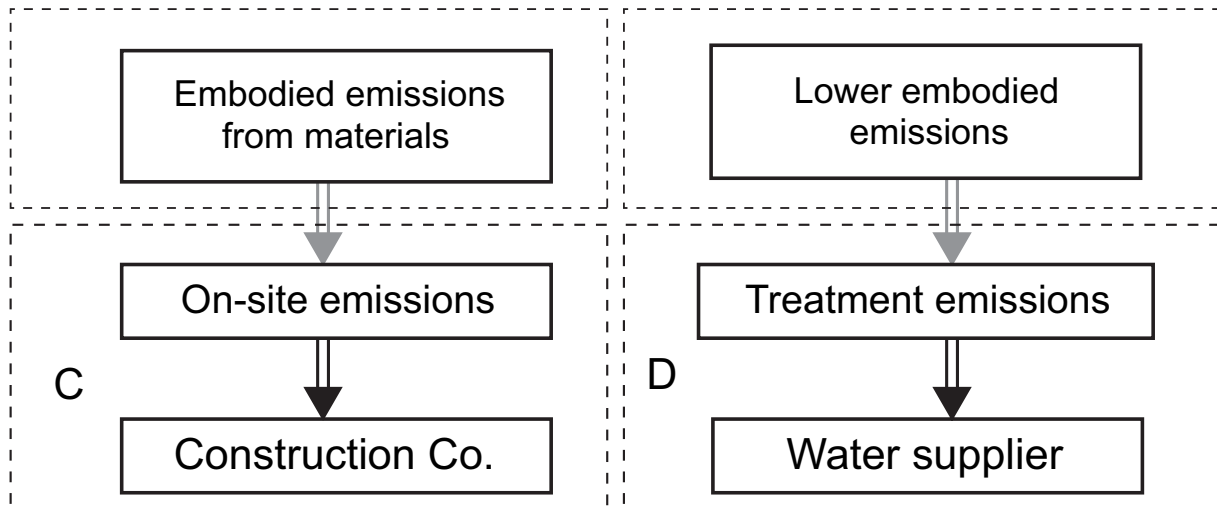 Embodied emissions
from materials
Lower embodied
emissions
On-site emissions
Treatment emissions
C
D
Construction Co.
Water supplier